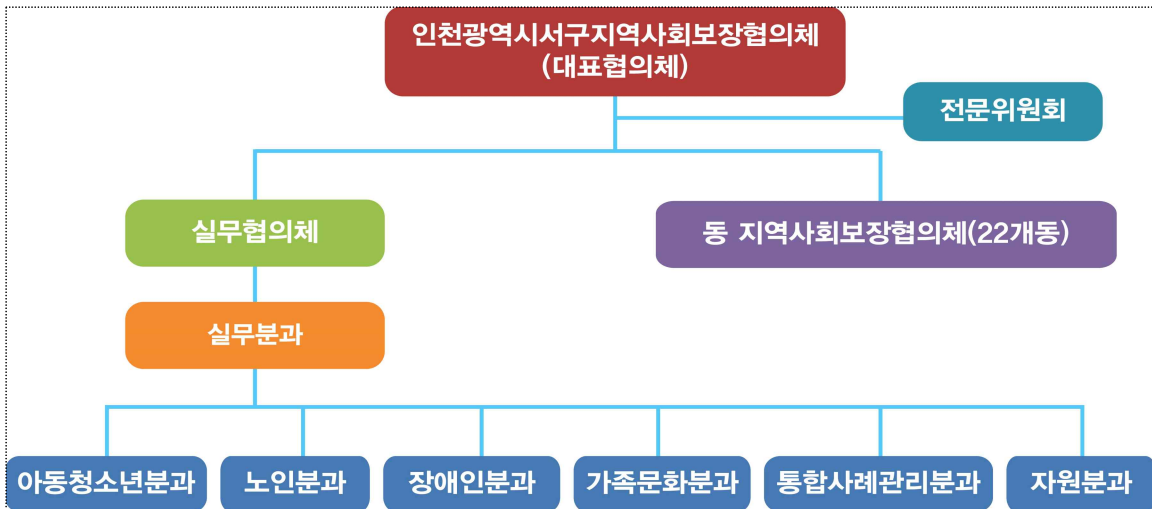 인천광역시서구지역사회보장협의체
(대표협의체)
전문위원회
실무협의체
동 지역사회보장협의체(22개동)
실무분과
아동청소년분과
노인분과
장애인분과
가족문화분과
통합사례관리분과
자원분과